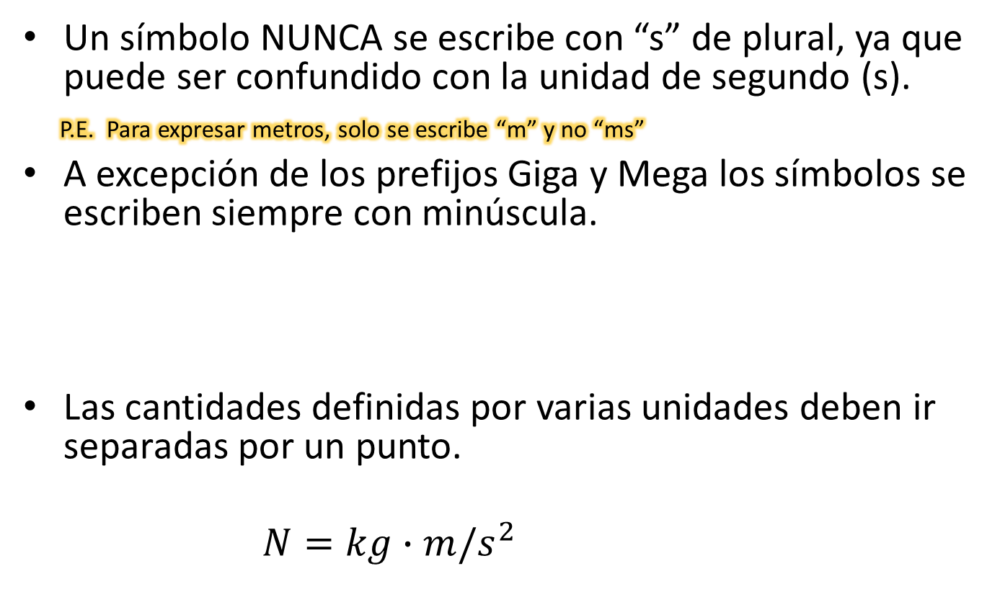 • Un símbolo NUNCA se escribe con “s” de plural, ya que
puede ser confundido con la unidad de segundo (s).
P.E. Para expresar metros, solo se escribe “m” y no “ms”
• A excepción de los prefijos Giga y Mega los símbolos se
escriben siempre con minúscula.
• Las cantidades definidas por varias unidades deben ir
separadas por un punto.
N = kg · m/s²